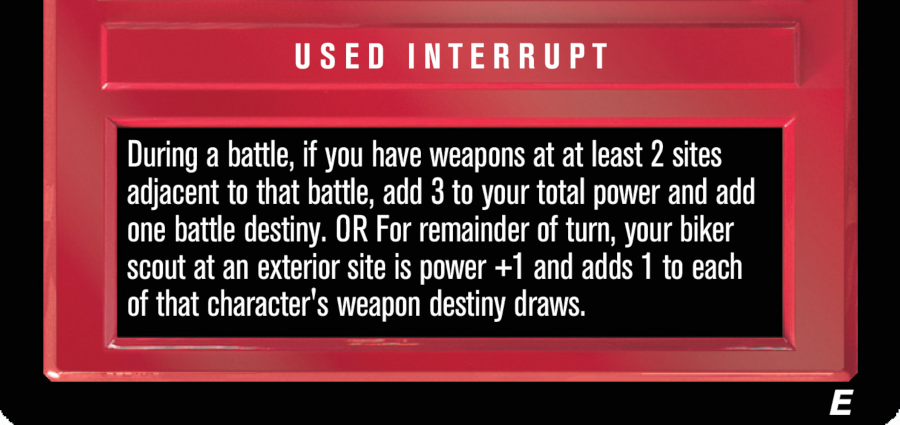 USED INTERRUPT
During a battle, if you have weapons at at least 2 sites
adjacent to that battle, add 3 to your total power and add
one battle destiny. OR For remainder of turn, your biker
scout at an exterior site is power +1 and adds 1 to each
of that character's weapon destiny draws.
E